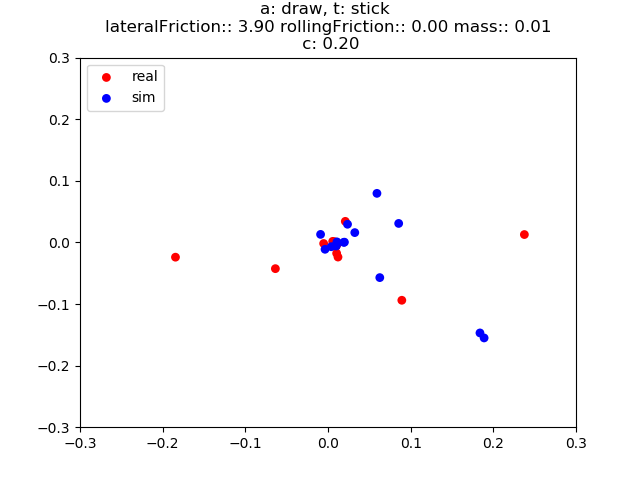 a: draw, t: stick
lateralFriction:: 3.90 rollingFriction:: 0.00 mass:: 0.01
c: 0.20
real
sim
0.3
0.2
0.1
0.0
−0.1
−0.2
−0.3
−0.3 −0.2 −0.1 0.0 0.1 0.2 0.3